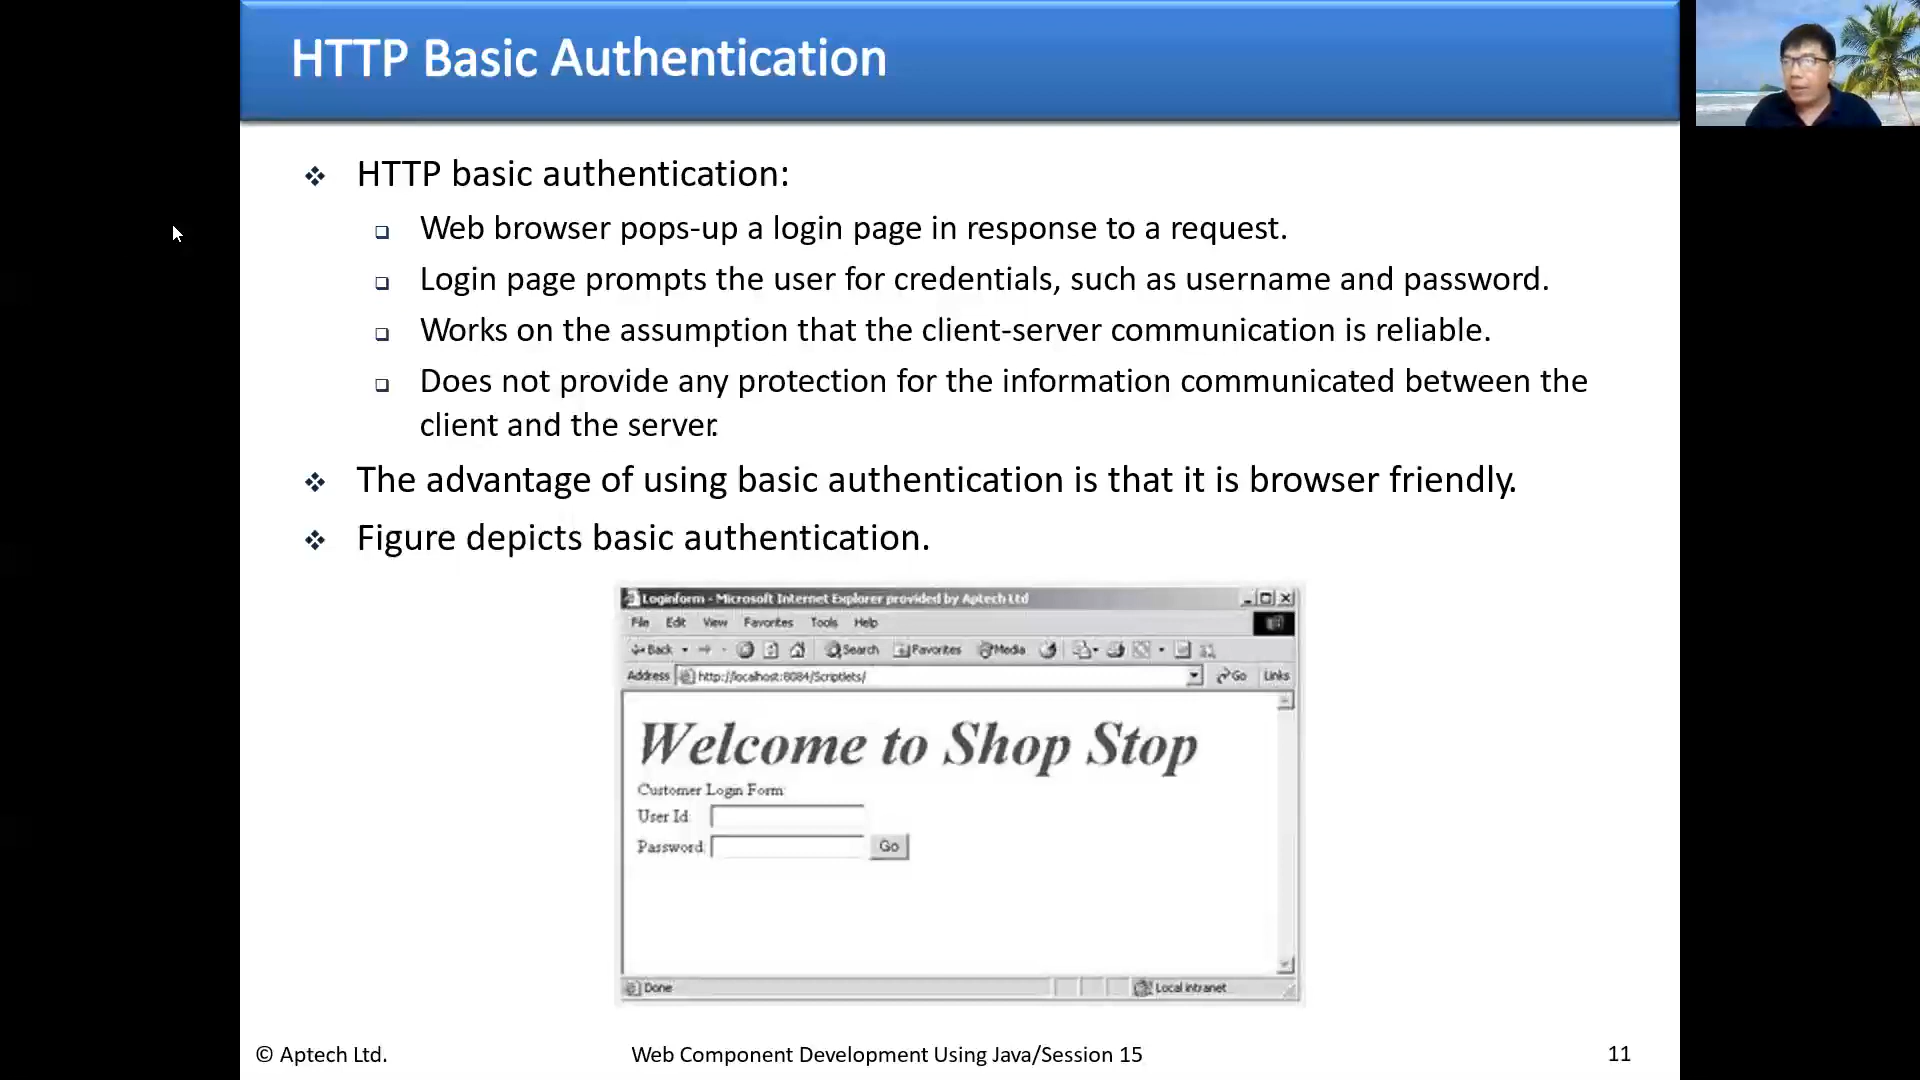 HTTP Basic Authentication
HTTP basic authentication:
Web browser pops-up a login page in response to a request.
Login page prompts the user for credentials, such as username and password.
Works on the assumption that the client-server communication is reliable.
Does not provide any protection for the information communicated between the
client and the server.
The advantage of using basic authentication is that it is browser friendly.
Figure depicts basic authentication.
Loginform - Microsoft Internet Explorer provided by Aptech Ltd
File Edit View Favorites Tools Help
Back Search Favorites Media
Address http://localhost:8084/Scriptlets/ Go Links
Welcome to Shop Stop
Customer Login Form:
User Id:
Password: Go
Done Local intranet
© Aptech Ltd. Web Component Development Using Java/Session 15 11